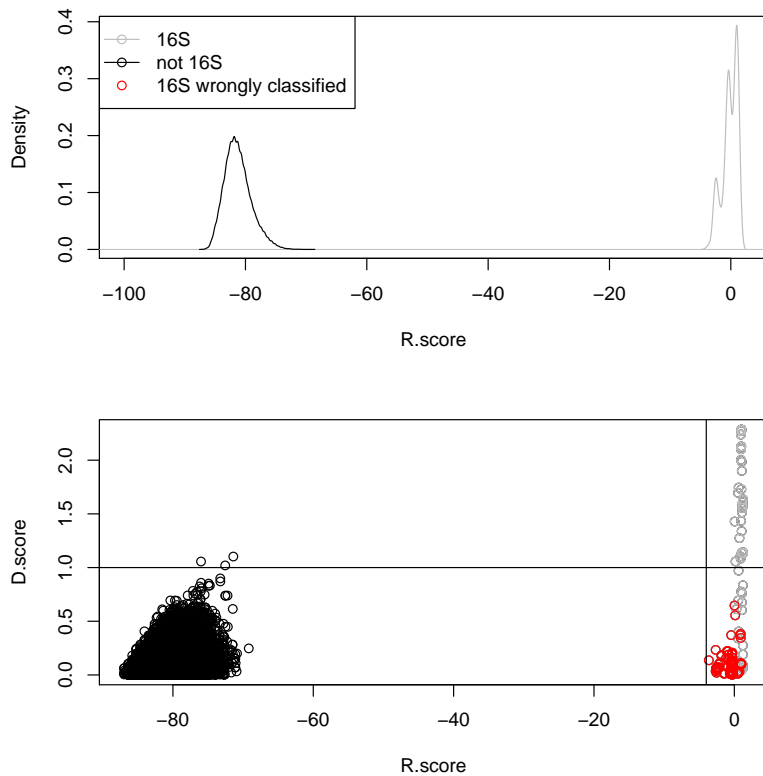 16S
not 16S
16S wrongly classified
Density
0.4
0.3
0.2
0.1
0.0
−100 −80 −60 −40 −20 0
R.score
D.score
2.0
1.5
1.0
0.5
0.0
−80 −60 −40 −20 0
R.score